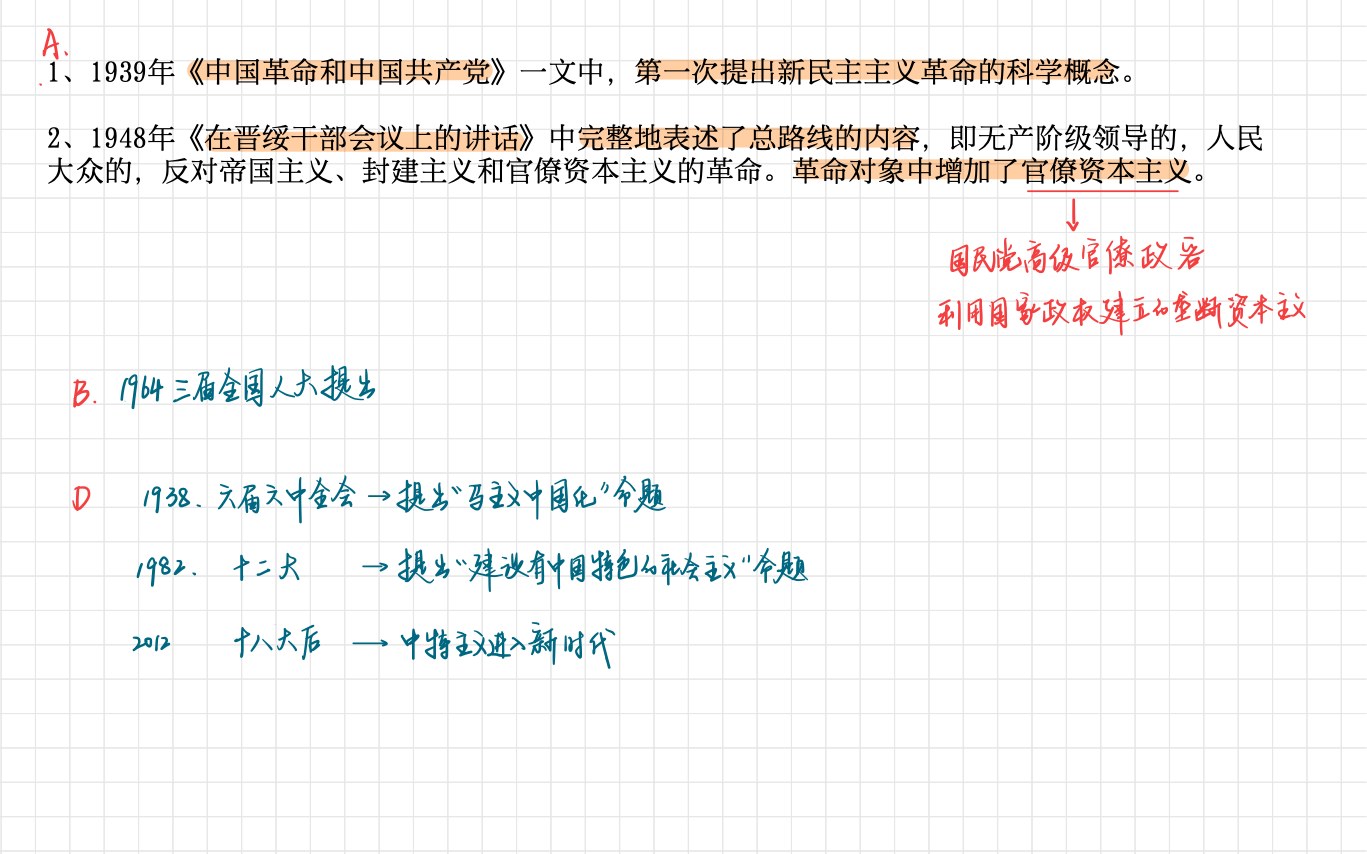 A.
1、1939年《中国革命和中国共产党》一文中，第一次提出新民主主义革命的科学概念。
2、1948年《在晋绥干部会议上的讲话》中完整地表述了总路线的内容，即无产阶级领导的，人民
大众的，反对帝国主义、封建主义和官僚资本主义的革命。革命对象中增加了官僚资本主义。
↓
国民党高级官僚政客
利用国家政权建立的垄断资本主义
B. 1964 三届全国人大提出
D 1938. 六届六中全会 → 提出“马主义中国化”命题
1982. 十二大 → 提出“建设有中国特色的社会主义”命题
2012 十八大后 → 中特主义进入新时代